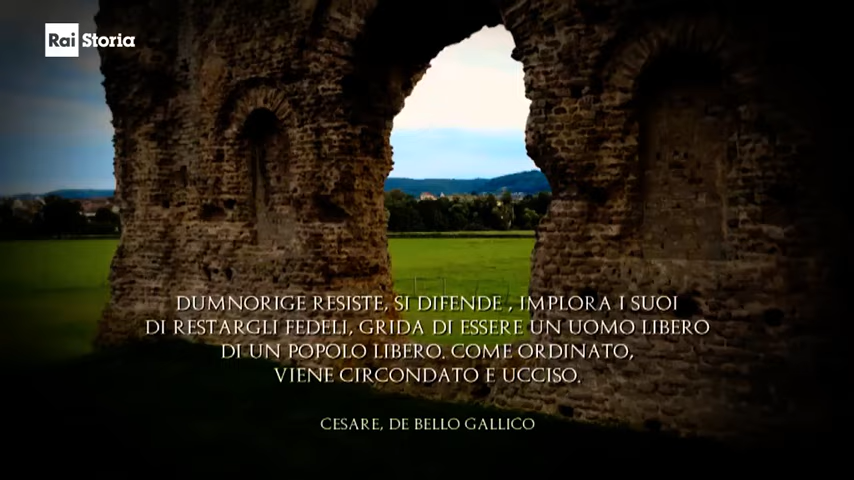 Rai Storia
DUMNORIGE RESISTE, SI DIFENDE , IMPLORA I SUOI
DI RESTARGLI FEDELI, GRIDA DI ESSERE UN UOMO LIBERO
DI UN POPOLO LIBERO. COME ORDINATO,
VIENE CIRCONDATO E UCCISO.
CESARE, DE BELLO GALLICO